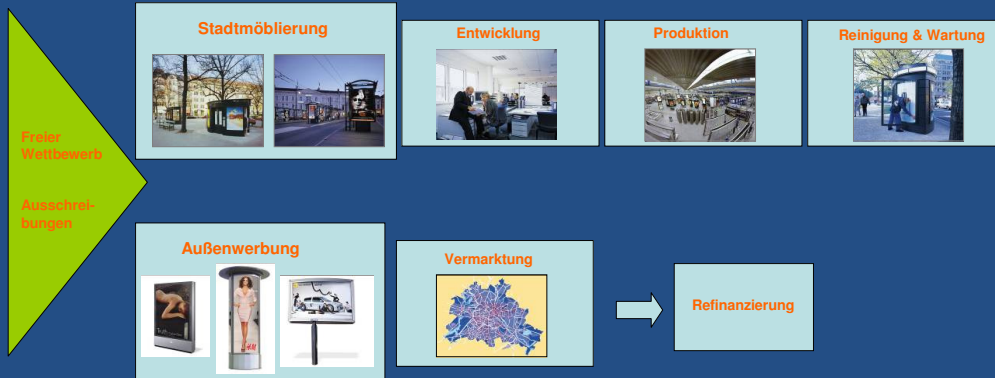 Freier
Wettbewerb
Ausschrei-
bungen
Stadtmöblierung
Entwicklung
Produktion
Reinigung & Wartung
Außenwerbung
H&M
Vermarktung
Refinanzierung